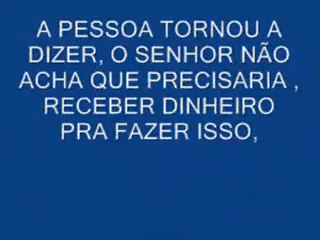 A PESSOA TORNOU A
DIZER, O SENHOR NÃO
ACHA QUE PRECISARIA ,
RECEBER DINHEIRO
PRA FAZER ISSO,